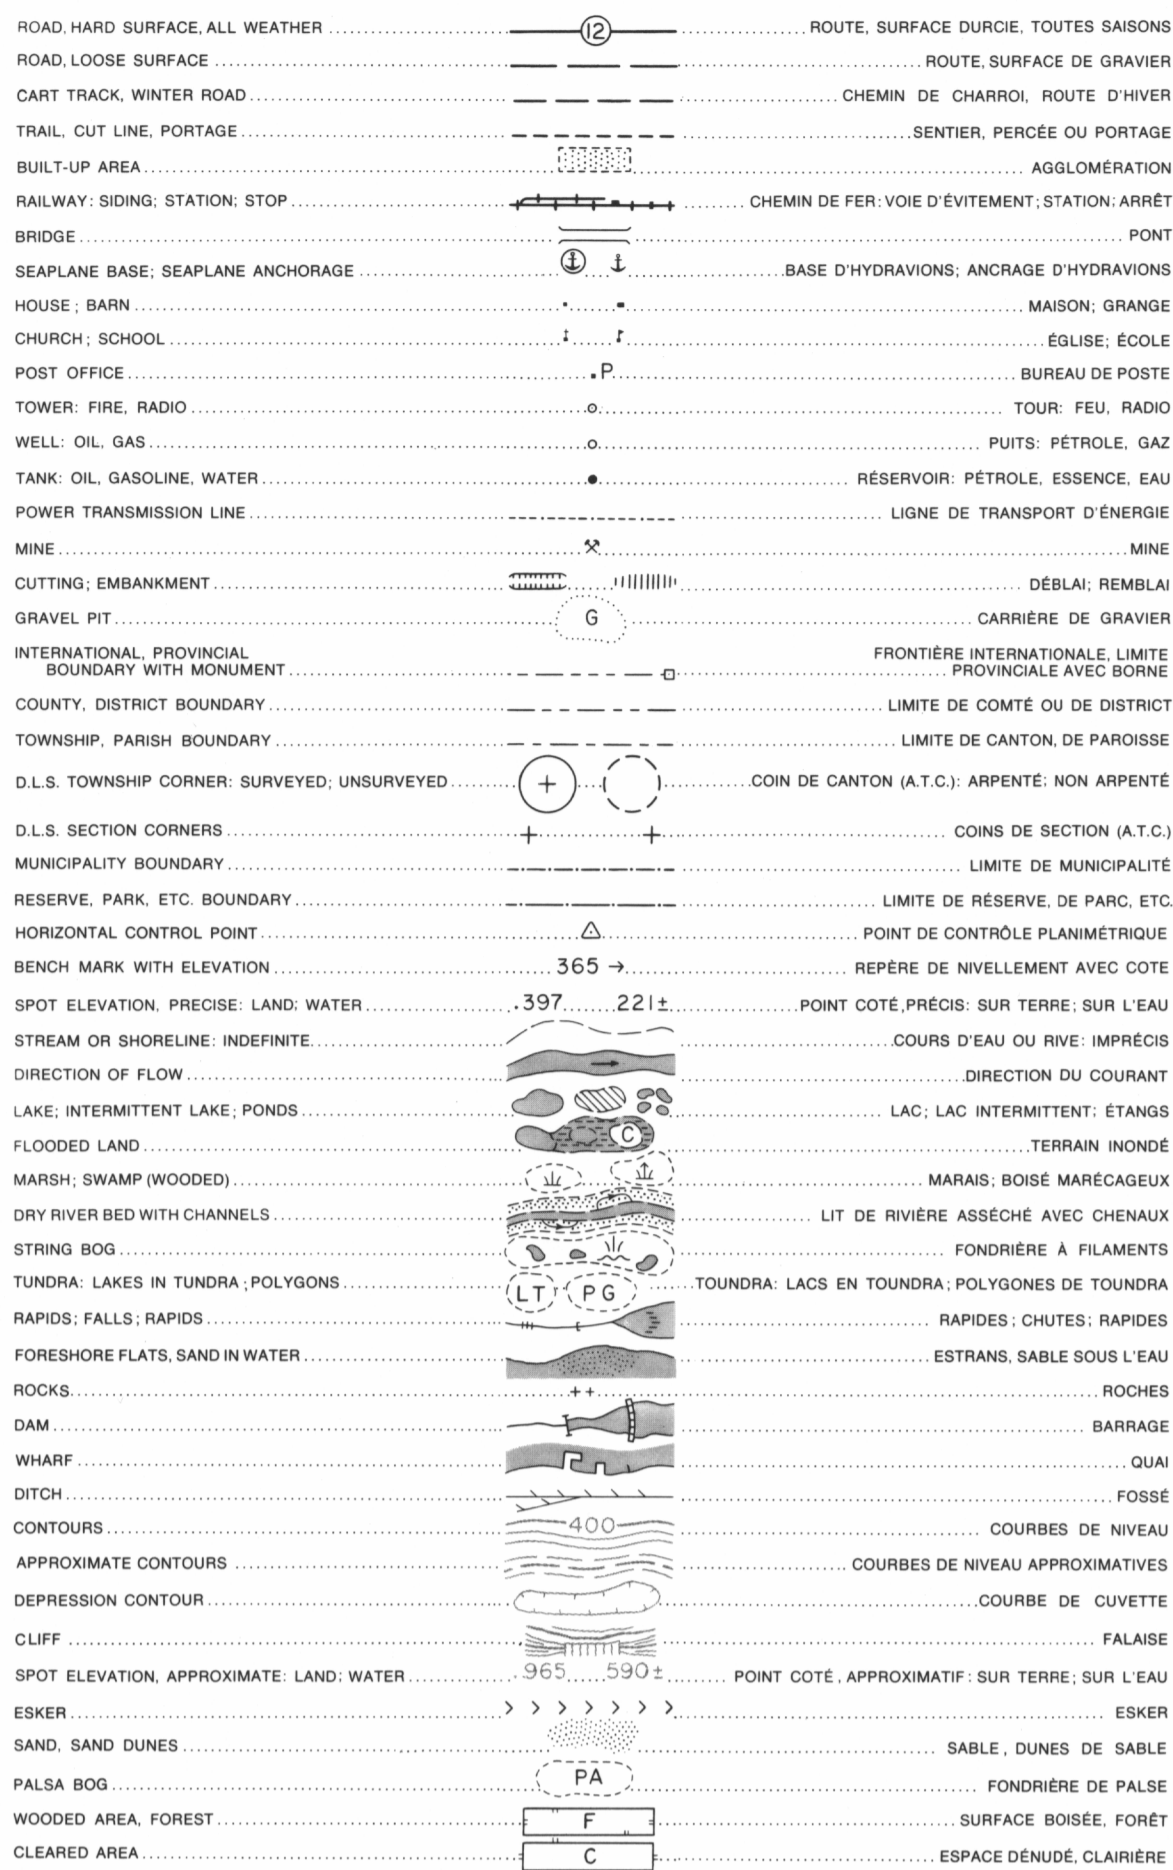 ROAD, HARD SURFACE, ALL WEATHER 12 ROUTE, SURFACE DURCIE, TOUTES SAISONS
ROAD, LOOSE SURFACE ROUTE, SURFACE DE GRAVIER
CART TRACK, WINTER ROAD CHEMIN DE CHARROI, ROUTE D'HIVER
TRAIL, CUT LINE, PORTAGE SENTIER, PERCÉE OU PORTAGE
BUILT-UP AREA AGGLOMÉRATION
RAILWAY: SIDING; STATION; STOP CHEMIN DE FER: VOIE D'ÉVITEMENT; STATION; ARRÊT
BRIDGE PONT
SEAPLANE BASE; SEAPLANE ANCHORAGE BASE D'HYDRAVIONS; ANCRAGE D'HYDRAVIONS
HOUSE; BARN MAISON; GRANGE
CHURCH; SCHOOL ÉGLISE; ÉCOLE
POST OFFICE P BUREAU DE POSTE
TOWER: FIRE, RADIO TOUR: FEU, RADIO
WELL: OIL, GAS PUITS: PÉTROLE, GAZ
TANK: OIL, GASOLINE, WATER RÉSERVOIR: PÉTROLE, ESSENCE, EAU
POWER TRANSMISSION LINE LIGNE DE TRANSPORT D'ÉNERGIE
MINE MINE
CUTTING; EMBANKMENT DÉBLAI; REMBLAI
GRAVEL PIT G CARRIÈRE DE GRAVIER
INTERNATIONAL, PROVINCIAL FRONTIÈRE INTERNATIONALE, LIMITE
BOUNDARY WITH MONUMENT PROVINCIALE AVEC BORNE
COUNTY, DISTRICT BOUNDARY LIMITE DE COMTÉ OU DE DISTRICT
TOWNSHIP, PARISH BOUNDARY LIMITE DE CANTON, DE PAROISSE
D.L.S. TOWNSHIP CORNER: SURVEYED; UNSURVEYED COIN DE CANTON (A.T.C.): ARPENTÉ; NON ARPENTÉ
D.L.S. SECTION CORNERS COINS DE SECTION (A.T.C.)
MUNICIPALITY BOUNDARY LIMITE DE MUNICIPALITÉ
RESERVE, PARK, ETC. BOUNDARY LIMITE DE RÉSERVE, DE PARC, ETC.
HORIZONTAL CONTROL POINT POINT DE CONTRÔLE PLANIMÉTRIQUE
BENCH MARK WITH ELEVATION 365 → REPÈRE DE NIVELLEMENT AVEC COTE
SPOT ELEVATION, PRECISE: LAND; WATER .397 221± POINT COTÉ, PRÉCIS: SUR TERRE; SUR L'EAU
STREAM OR SHORELINE: INDEFINITE COURS D'EAU OU RIVE: IMPRÉCIS
DIRECTION OF FLOW DIRECTION DU COURANT
LAKE; INTERMITTENT LAKE; PONDS LAC; LAC INTERMITTENT; ÉTANGS
FLOODED LAND C TERRAIN INONDÉ
MARSH; SWAMP (WOODED) MARAIS; BOISÉ MARÉCAGEUX
DRY RIVER BED WITH CHANNELS LIT DE RIVIÈRE ASSÉCHÉ AVEC CHENAUX
STRING BOG FONDRIÈRE À FILAMENTS
TUNDRA: LAKES IN TUNDRA; POLYGONS LT PG TOUNDRA: LACS EN TOUNDRA; POLYGONES DE TOUNDRA
RAPIDS; FALLS; RAPIDS RAPIDES; CHUTES; RAPIDES
FORESHORE FLATS, SAND IN WATER ESTRANS, SABLE SOUS L'EAU
ROCKS ROCHES
DAM BARRAGE
WHARF QUAI
DITCH FOSSÉ
CONTOURS 400 COURBES DE NIVEAU
APPROXIMATE CONTOURS COURBES DE NIVEAU APPROXIMATIVES
DEPRESSION CONTOUR COURBE DE CUVETTE
CLIFF FALAISE
SPOT ELEVATION, APPROXIMATE: LAND; WATER .965 590± POINT COTÉ, APPROXIMATIF: SUR TERRE; SUR L'EAU
ESKER ESKER
SAND, SAND DUNES SABLE, DUNES DE SABLE
PALSA BOG PA FONDRIÈRE DE PALSE
WOODED AREA, FOREST F SURFACE BOISÉE, FORÊT
CLEARED AREA C ESPACE DÉNUDÉ, CLAIRIÈRE